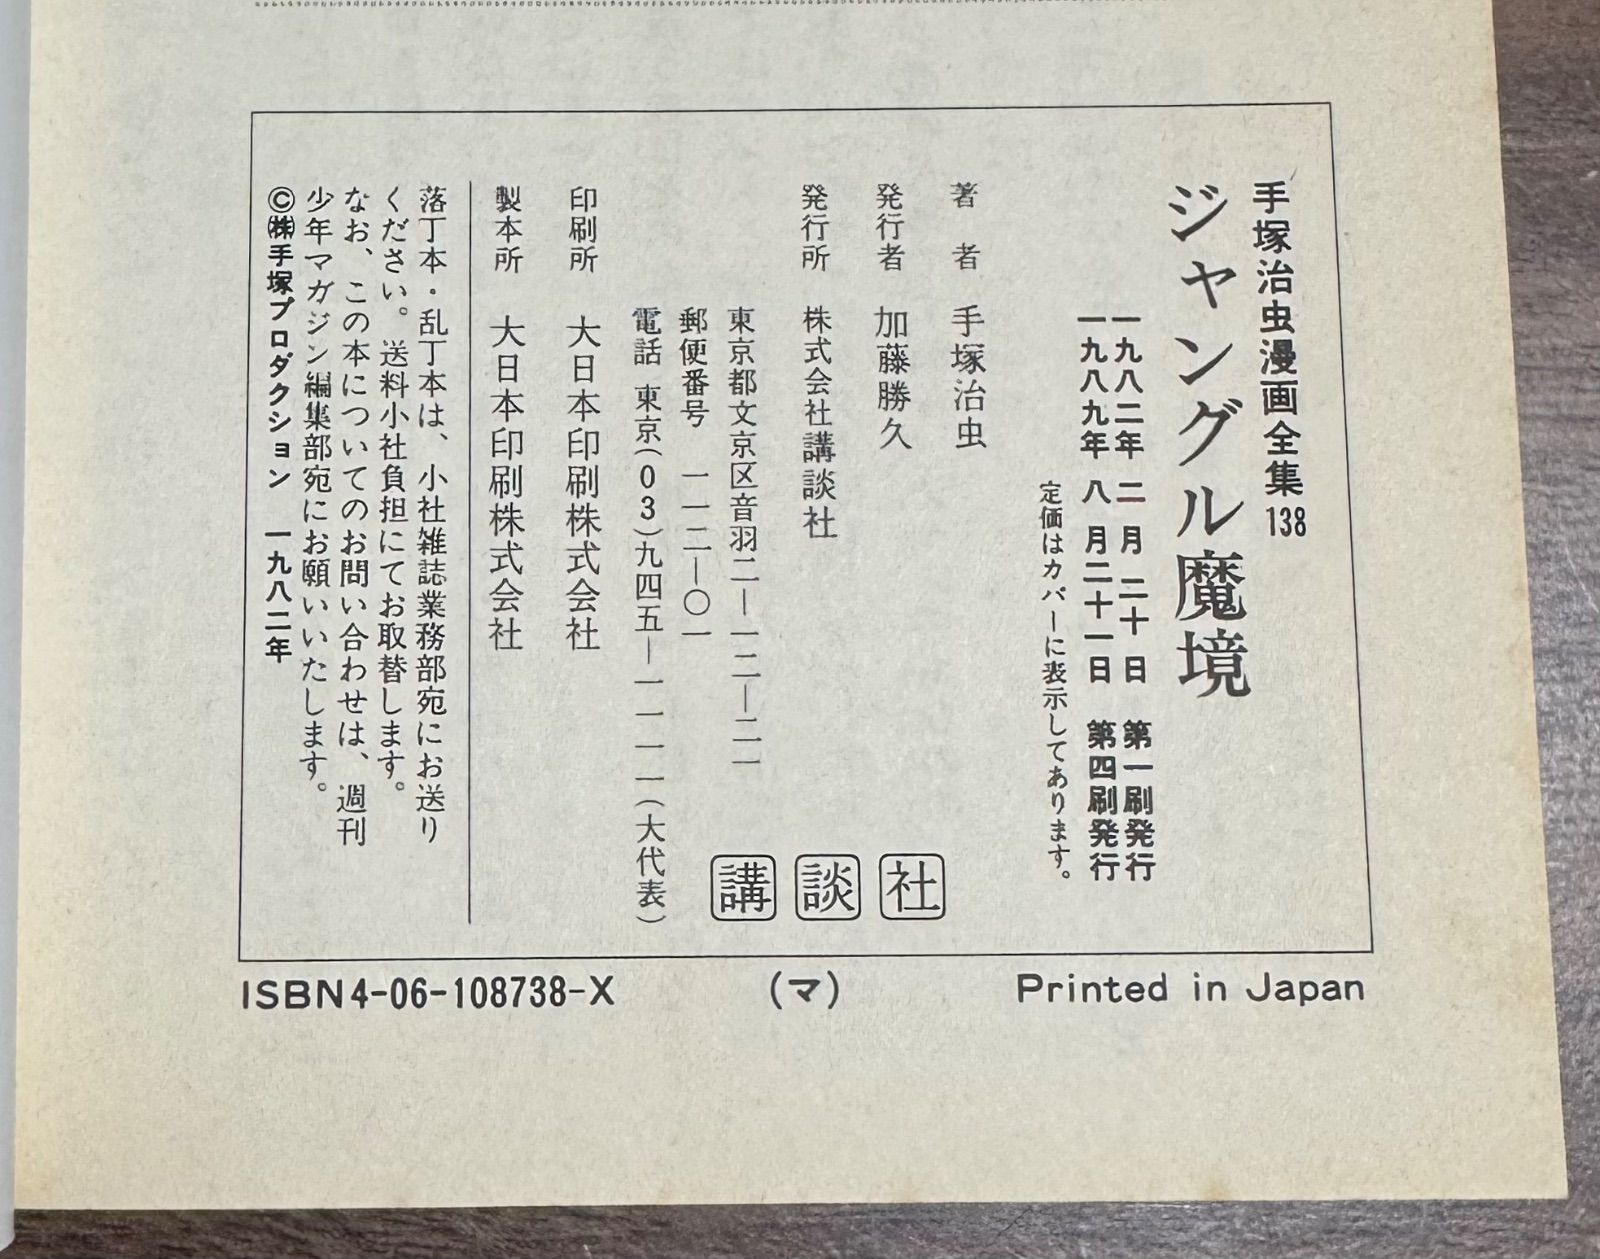 手塚治虫漫画全集138
ジャングル魔境
一九八二年 二 月 二十 日 第一刷発行
一九八九年 八 月二十一日 第四刷発行
定価はカバーに表示してあります。
著 者 手塚治虫
発行者 加藤勝久
発行所 株式会社講談社
東京都文京区音羽二―一二―二一
郵便番号 一一二―〇一
電話 東京(03)九四五―一一一一(大代表)
講談社
印刷所 大日本印刷株式会社
製本所 大日本印刷株式会社
落丁本・乱丁本は、小社雑誌業務部宛にお送り
ください。送料小社負担にてお取替します。
なお、この本についてのお問い合わせは、週刊
少年マガジン編集部宛にお願いいたします。
©㈱手塚プロダクション 一九八二年
ISBN4-06-108738-X (マ) Printed in Japan